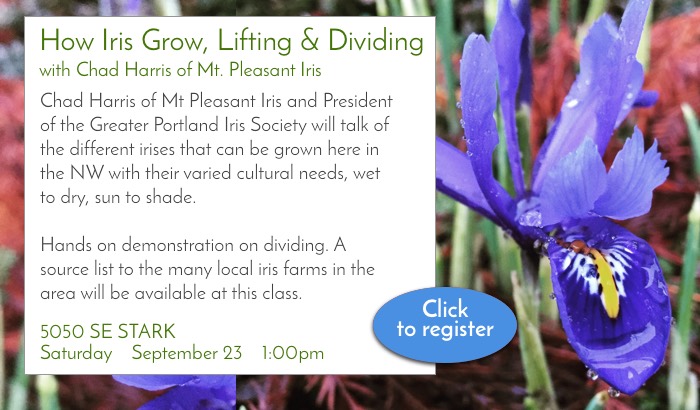 How Iris Grow, Lifting & Dividing
with Chad Harris of Mt. Pleasant Iris
Chad Harris of Mt Pleasant Iris and President
of the Greater Portland Iris Society will talk of
the different irises that can be grown here in
the NW with their varied cultural needs, wet
to dry, sun to shade.
Hands on demonstration on dividing. A
source list to the many local iris farms in the
area will be available at this class.
5050 SE STARK
Saturday September 23 1:00pm
Click
to register